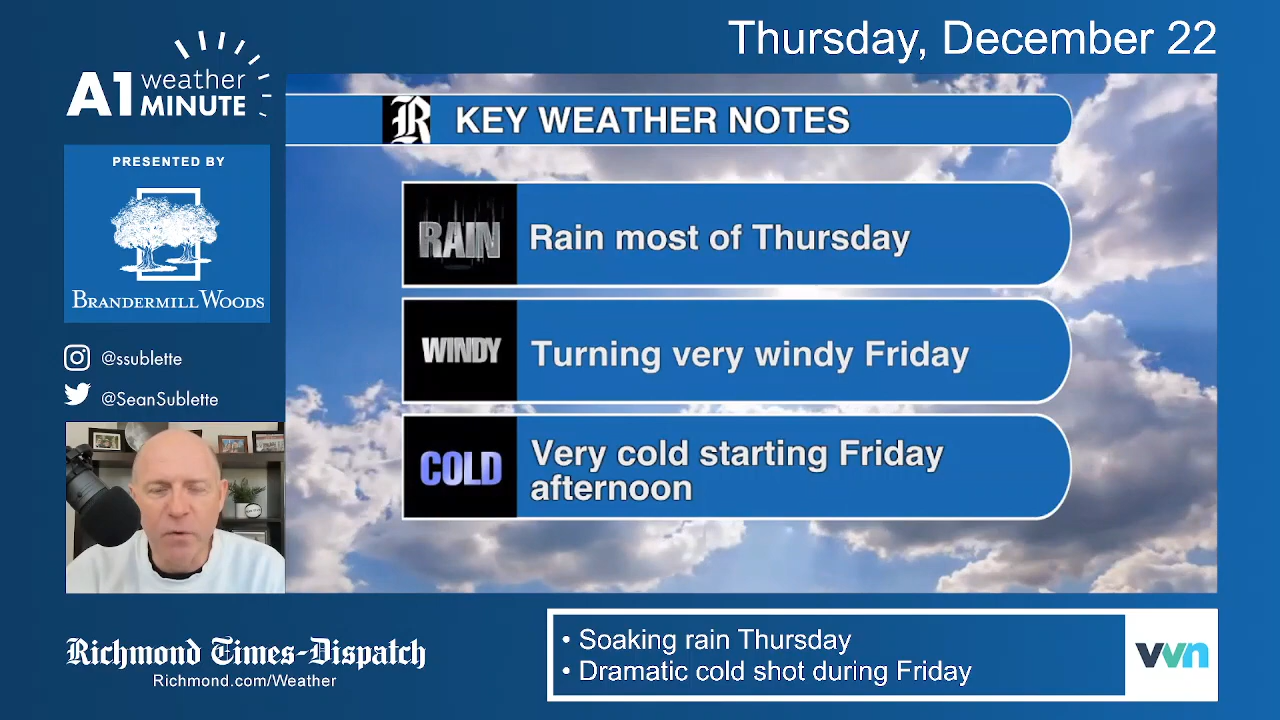 Thursday, December 22
A1 weather
MINUTE
KEY WEATHER NOTES
PRESENTED BY
BRANDERMILL WOODS
RAIN
Rain most of Thursday
WINDY
Turning very windy Friday
COLD
Very cold starting Friday
afternoon
@ssublette
@SeanSublette
Richmond Times-Dispatch
Richmond.com/Weather
• Soaking rain Thursday
• Dramatic cold shot during Friday
vvn